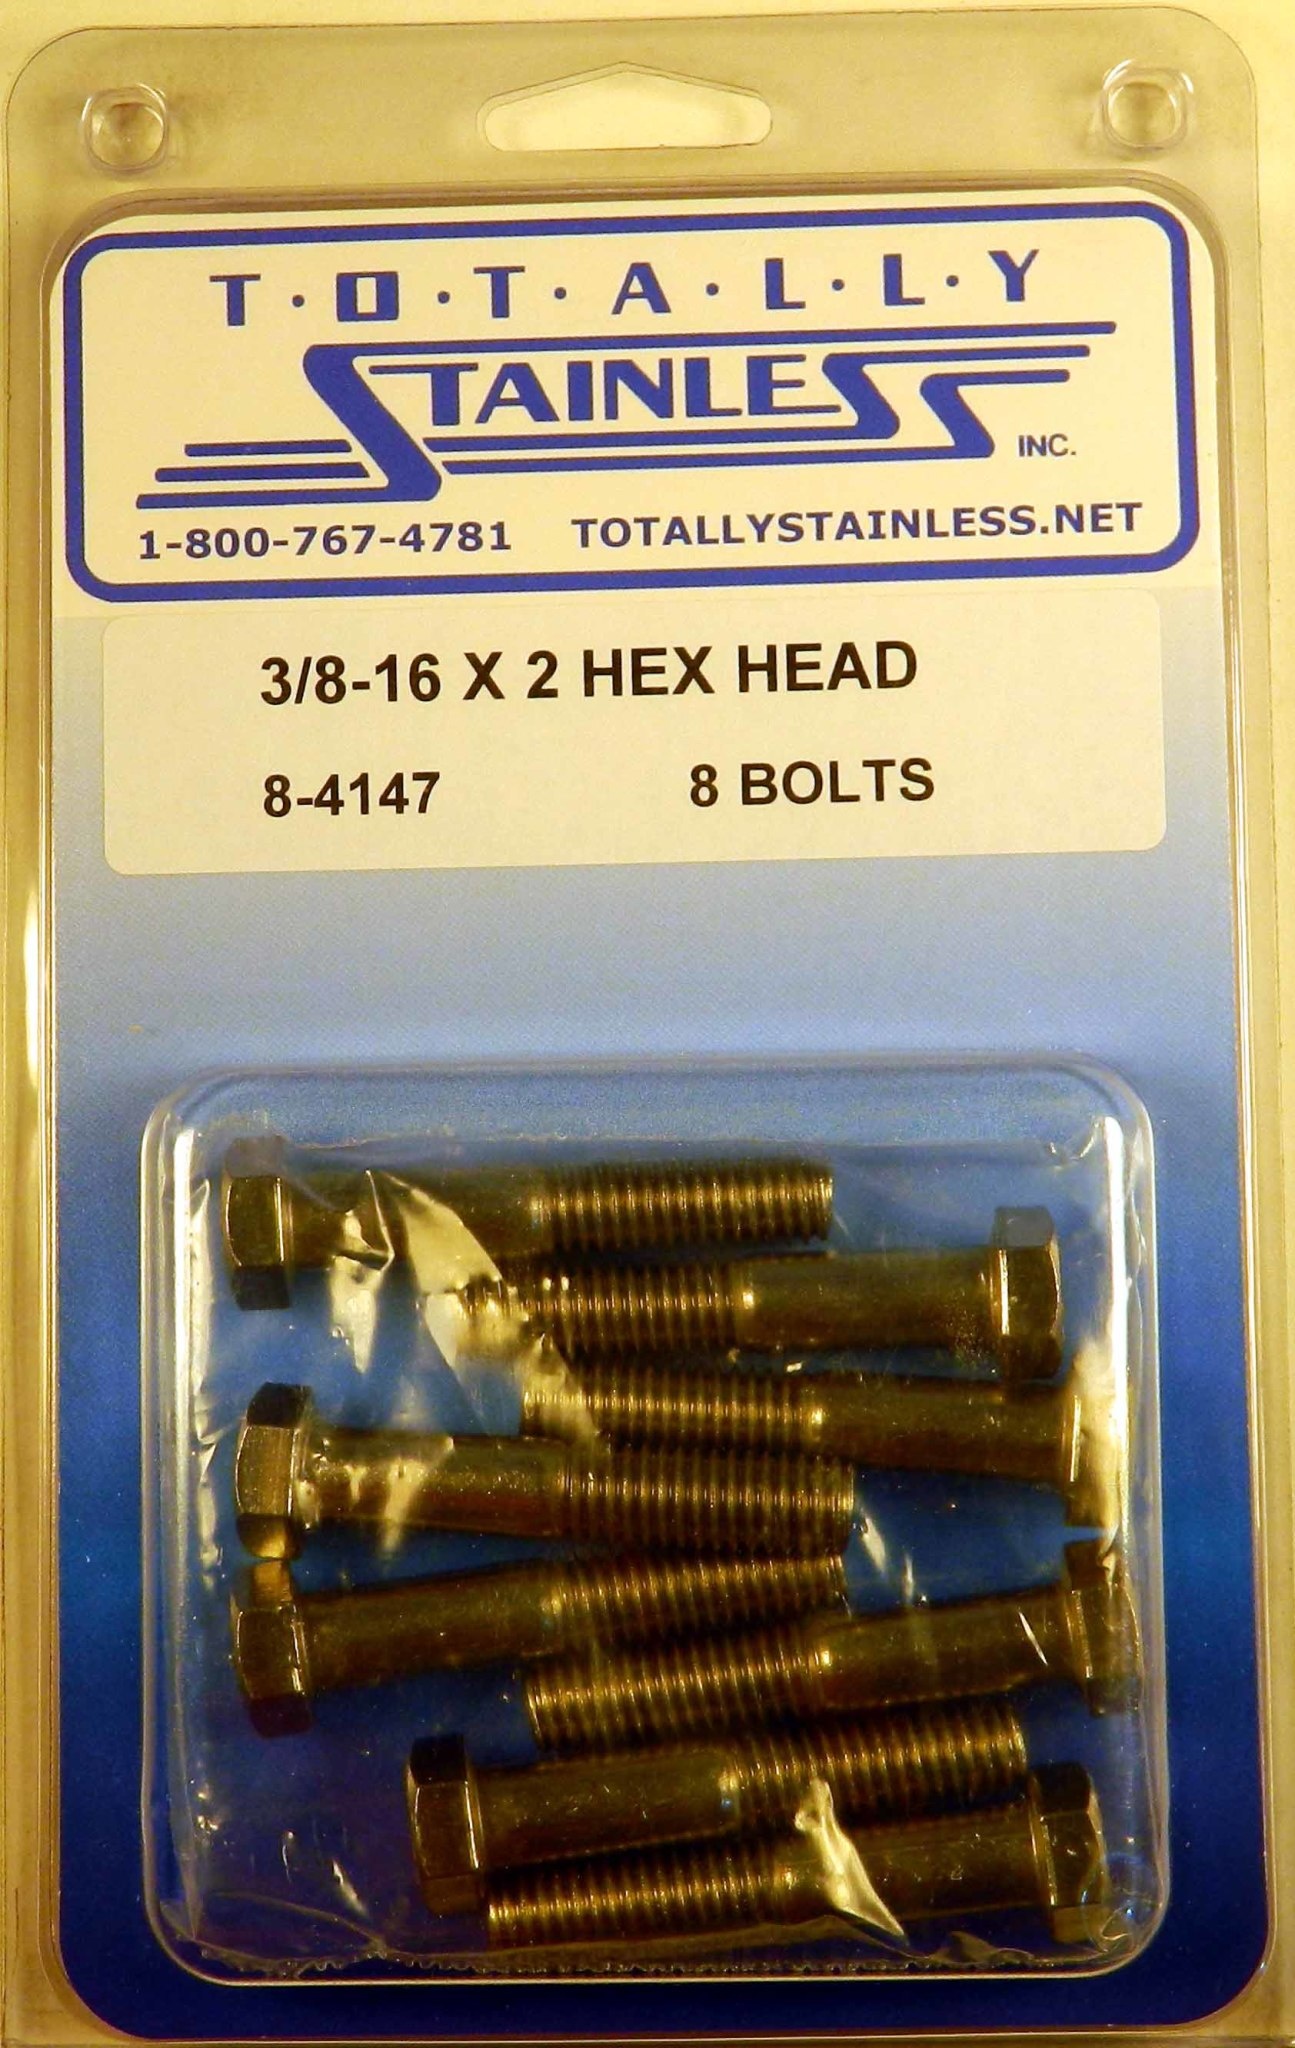 T·O·T·A·L·L·Y
STAINLESS INC.
1-800-767-4781 TOTALLYSTAINLESS.NET
3/8-16 X 2 HEX HEAD
8-4147 8 BOLTS